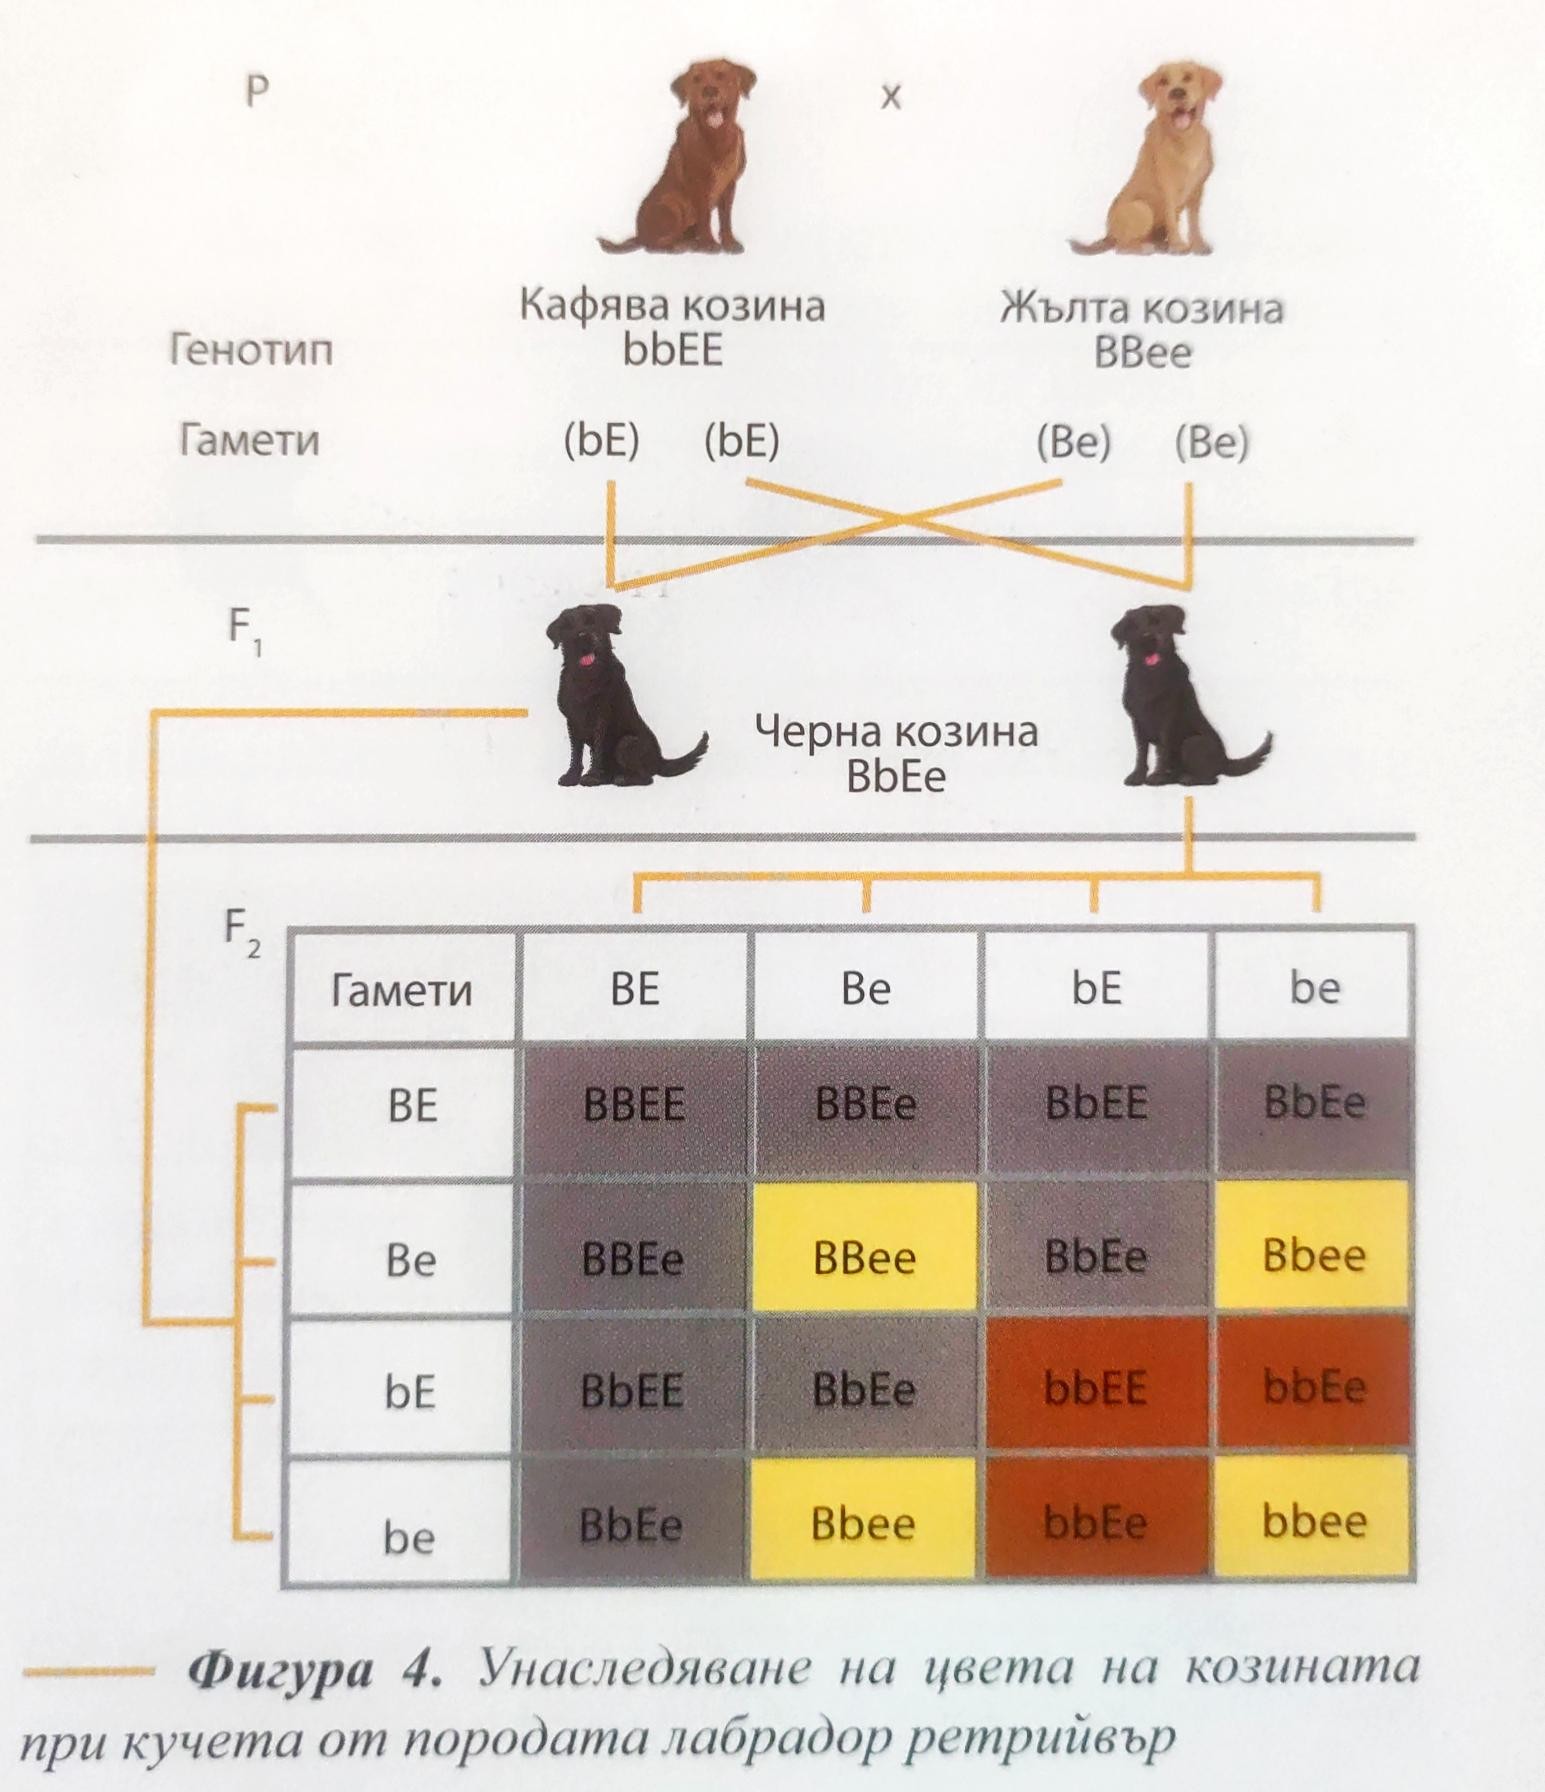 P x
Кафява козина Жълта козина
Генотип bbEE BBee
Гамети (bE) (bE) (Be) (Be)
F1
Черна козина
BbEe
F2
Гамети BE Be bE be
BE BBEE BBEe BbEE BbEe
Be BBEe BBee BbEe Bbee
bE BbEE BbEe bbEE bbEe
be BbEe Bbee bbEe bbee
Фигура 4. Унаследяване на цвета на козината
при кучета от породата лабрадор ретрийвър